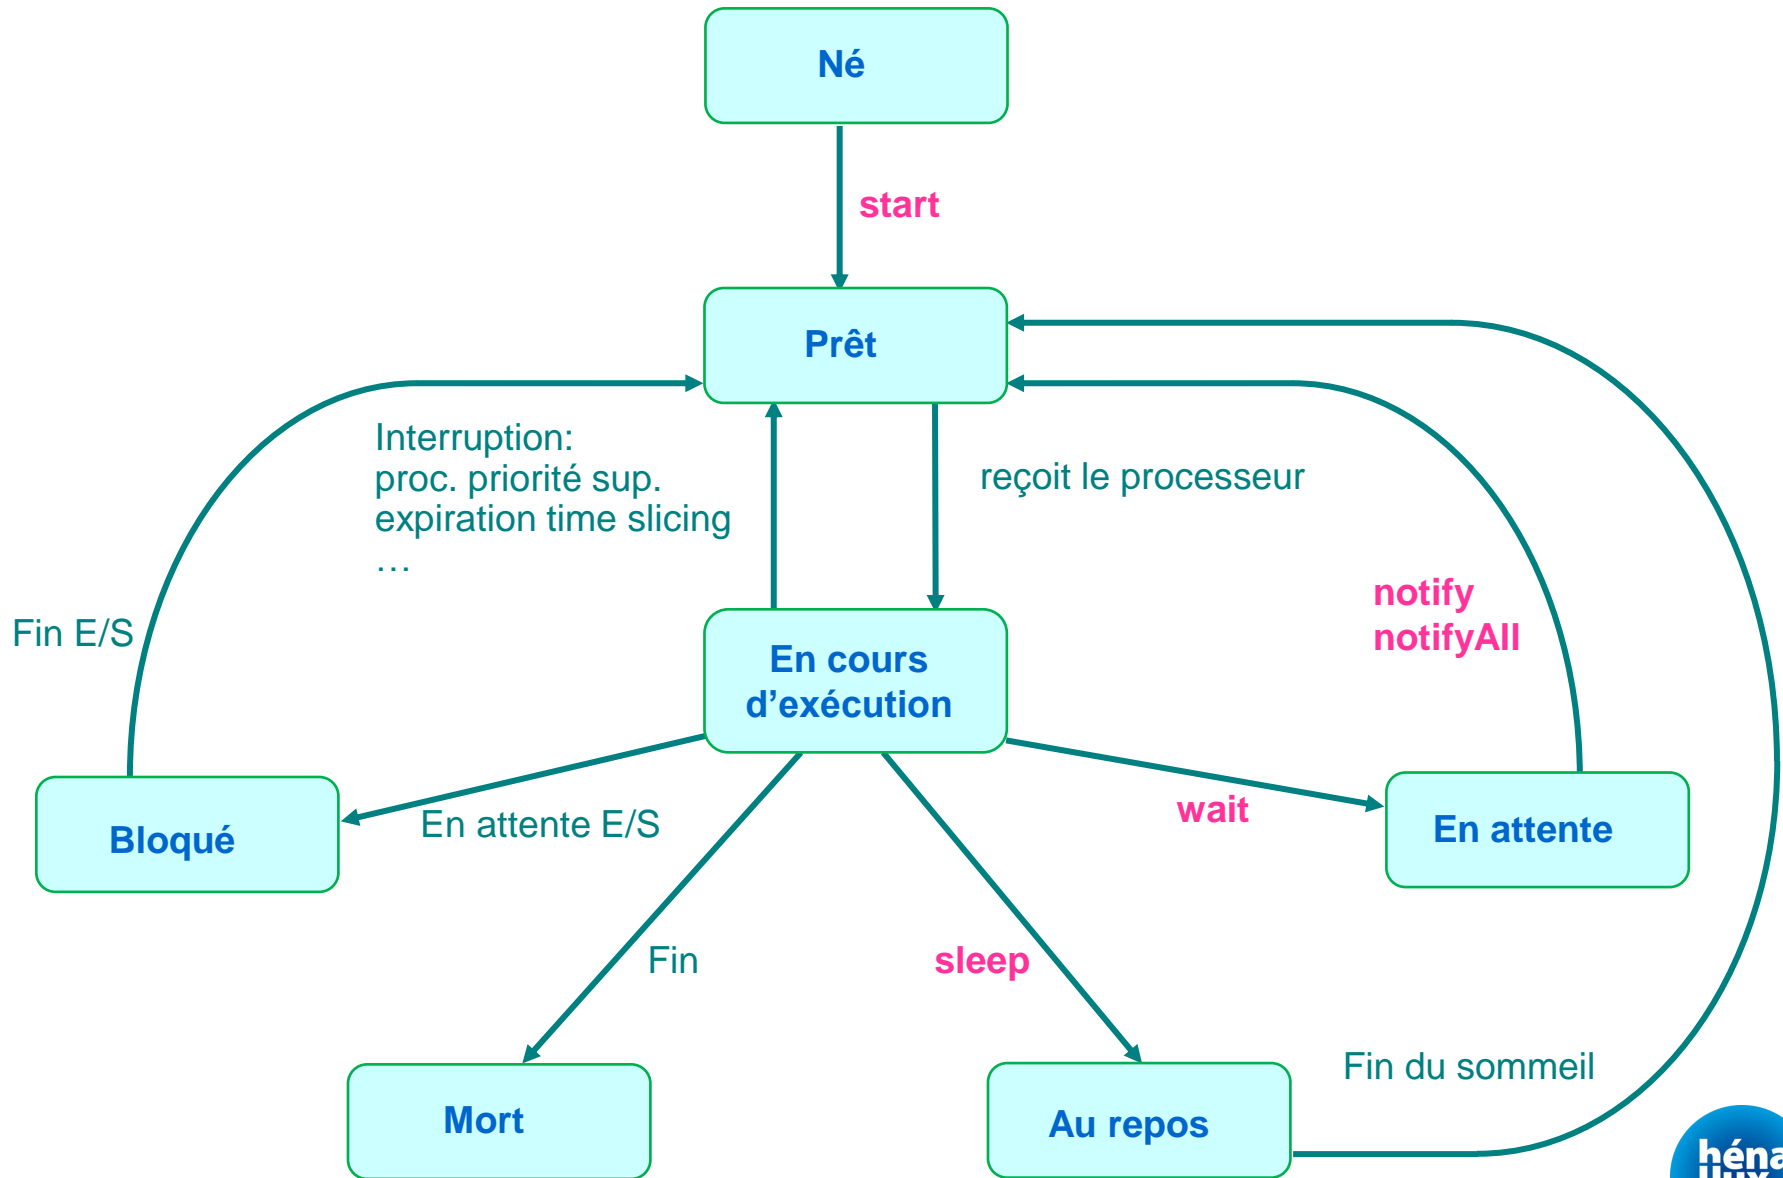 Né
start
Prêt
Interruption:
proc. priorité sup.
expiration time slicing
…
reçoit le processeur
Fin E/S
notify
notifyAll
En cours
d’exécution
En attente E/S
wait
Bloqué
En attente
Fin
sleep
Fin du sommeil
Mort
Au repos